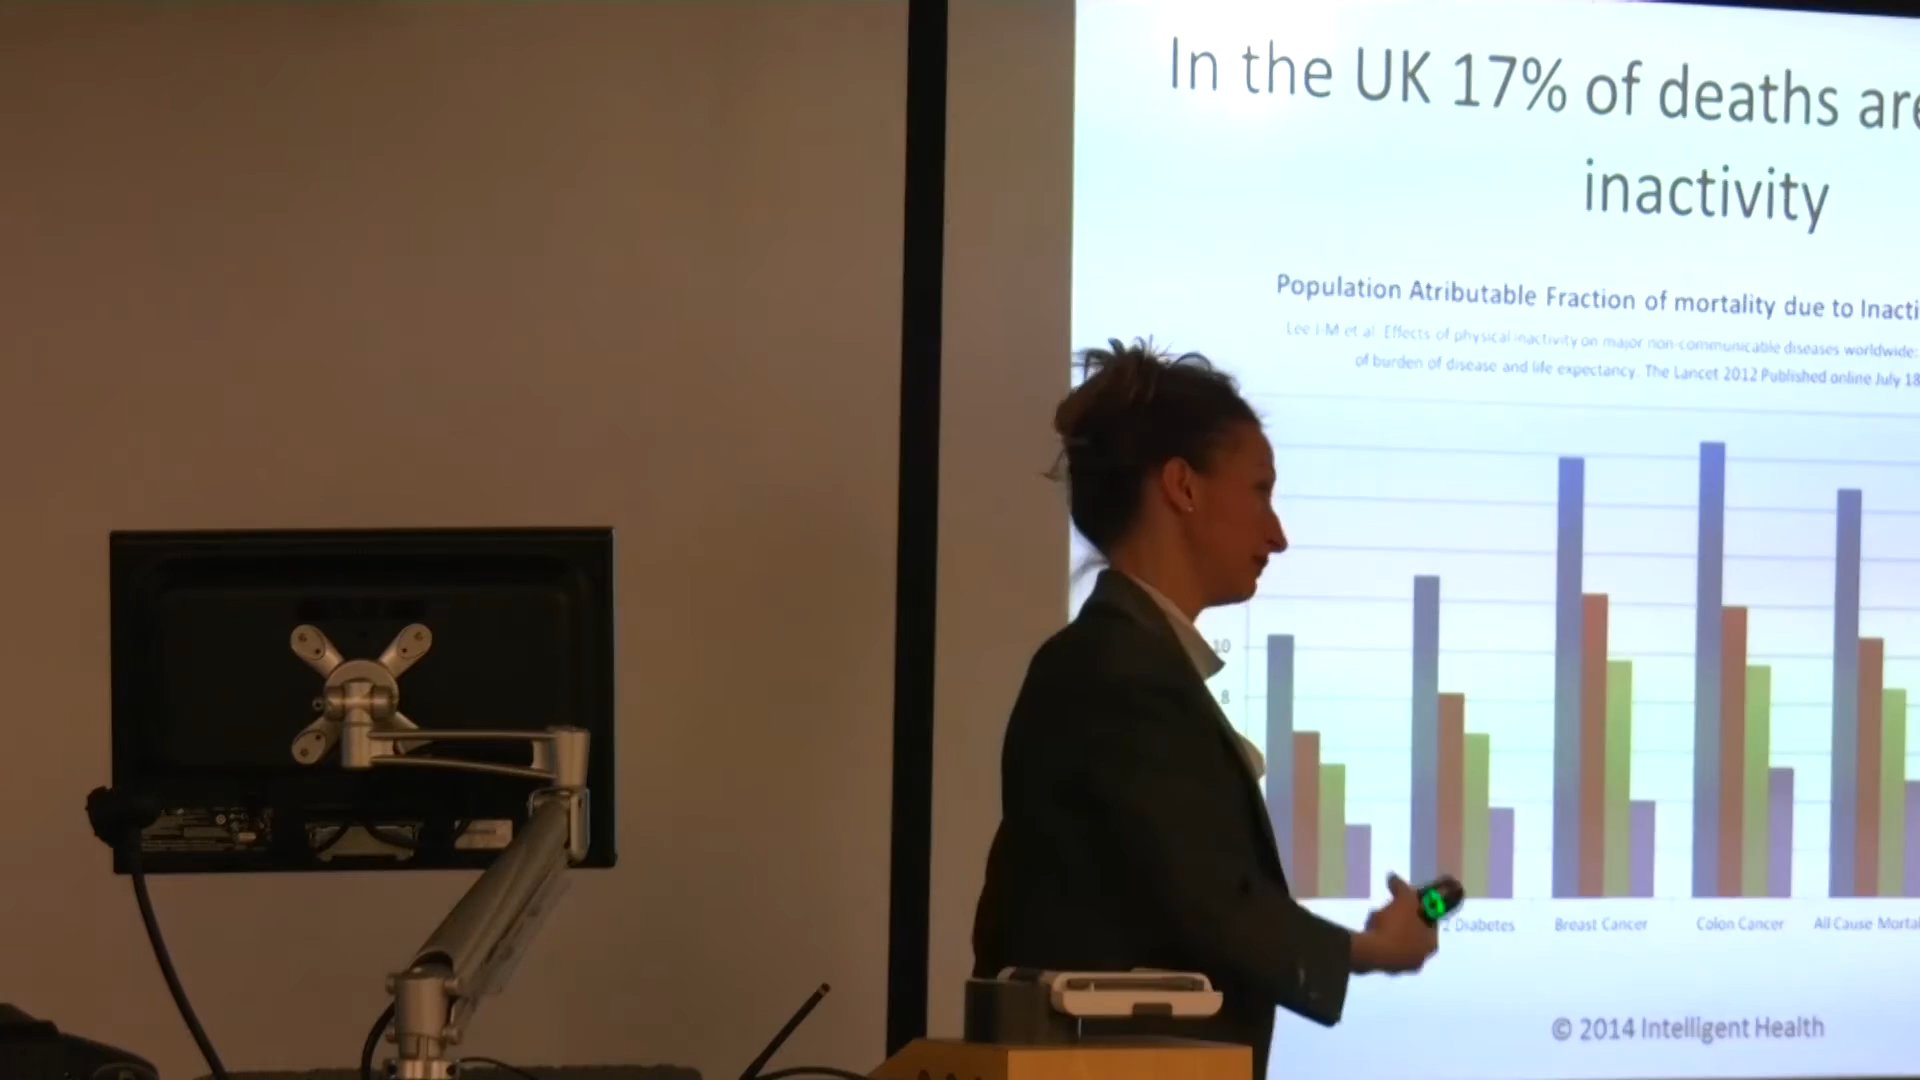 In the UK 17% of deaths are
inactivity
Population Atributable Fraction of mortality due to Inacti
Lee I-M et al. Effects of physical inactivity on major non-communicable diseases worldwide:
of burden of disease and life expectancy. The Lancet 2012 Published online July 18
10
8
2 Diabetes
Breast Cancer
Colon Cancer
All Cause Mortal
© 2014 Intelligent Health